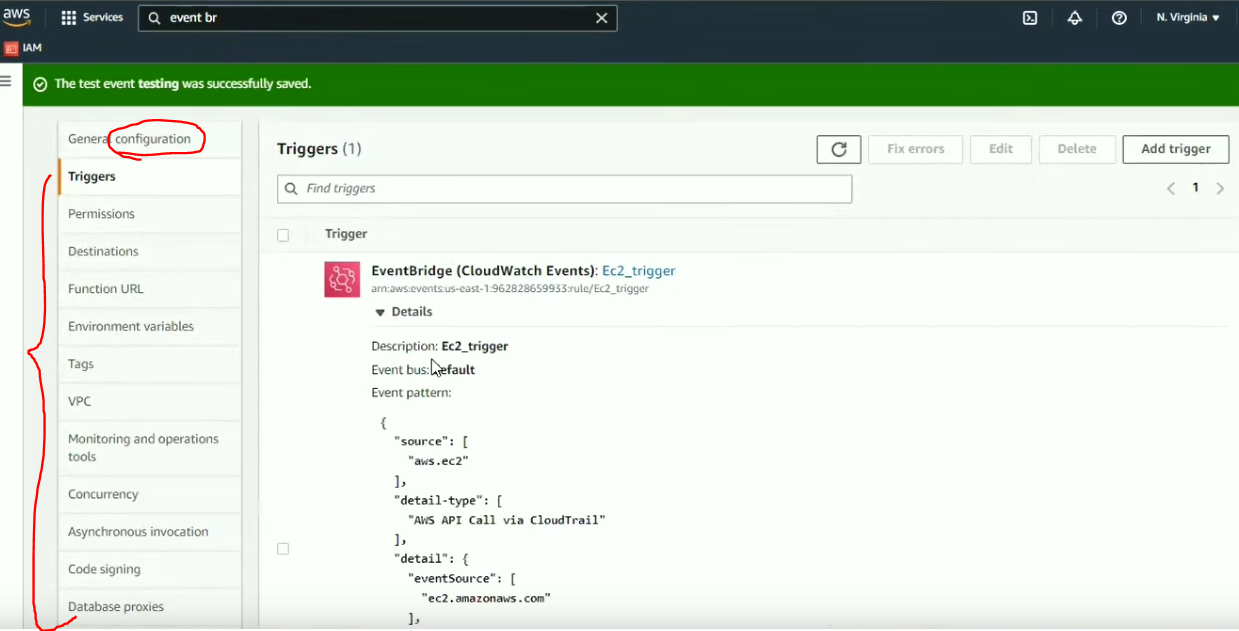 aws
Services
event br
N. Virginia
IAM
The test event testing was successfully saved.
General configuration
Triggers
Permissions
Destinations
Function URL
Environment variables
Tags
VPC
Monitoring and operations
tools
Concurrency
Asynchronous invocation
Code signing
Database proxies
Triggers (1)
Fix errors
Edit
Delete
Add trigger
Find triggers
1
Trigger
EventBridge (CloudWatch Events): Ec2_trigger
arn:aws:events:us-east-1:962828659933:rule/Ec2_trigger
Details
Description: Ec2_trigger
Event bus: default
Event pattern:
{
"source": [
"aws.ec2"
],
"detail-type": [
"AWS API Call via CloudTrail"
],
"detail": {
"eventSource": [
"ec2.amazonaws.com"
],